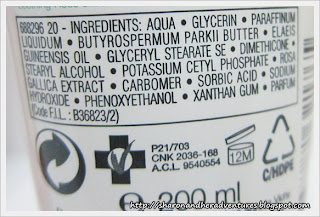 688296 20 - INGREDIENTS: AQUA • GLYCERIN • PARAFFINUM
LIQUIDUM • BUTYROSPERMUM PARKII BUTTER • ELAEIS
GUINEENSIS OIL • GLYCERYL STEARATE SE • DIMETHICONE •
STEARYL ALCOHOL • POTASSIUM CETYL PHOSPHATE • ROSA
GALLICA EXTRACT • CARBOMER • SORBIC ACID • SODIUM
HYDROXIDE • PHENOXYETHANOL • XANTHAN GUM • PARFUM
(Code F.I.L.: B36823/2)
P21/703
CNK 2036-168
A.C.L. 9540554
12M
C/HDPE
ml
http://sharonandheradventures.blogspot.com